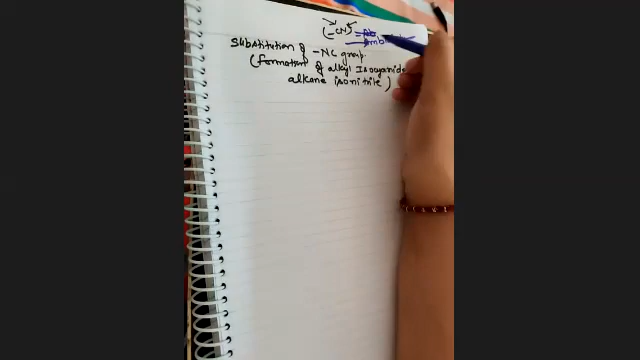 (-CN)
Substitution of -NC group.
(formation of alkyl Isocyanide
alkane isonitrile)